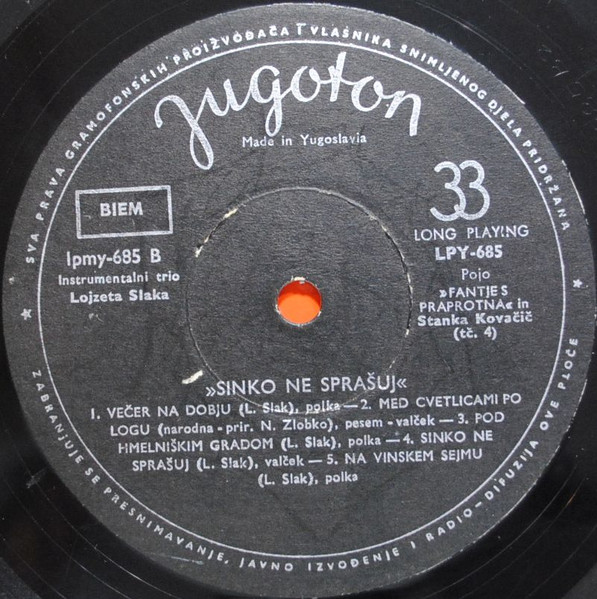 SVA PRAVA GRAMOFONSKIH PROIZVOĐAČA I VLASNIKA SNIMLJENOG DJELA PRIDRŽANA
Jugoton
Made in Yugoslavia
BIEM
lpmy-685 B
Instrumentalni trio
Lojzeta Slaka
33
LONG PLAYING
LPY-685
Pojo
»FANTJE S
PRAPROTNA« in
Stanka Kovačič
(tč. 4)
»SINKO NE SPRAŠUJ«
1. VEČER NA DOBJU (L. Slak), polka — 2. MED CVETLICAMI PO
LOGU (narodna - prir. N. Zlobko), pesem - valček — 3. POD
HMELNIŠKIM GRADOM (L. Slak), polka — 4. SINKO NE
SPRAŠUJ (L. Slak), valček — 5. NA VINSKEM SEJMU
(L. Slak), polka
ZABRANJUJE SE PRESNIMAVANJE, JAVNO IZVOĐENJE I RADIO-DIFUZIJA OVE PLOČE